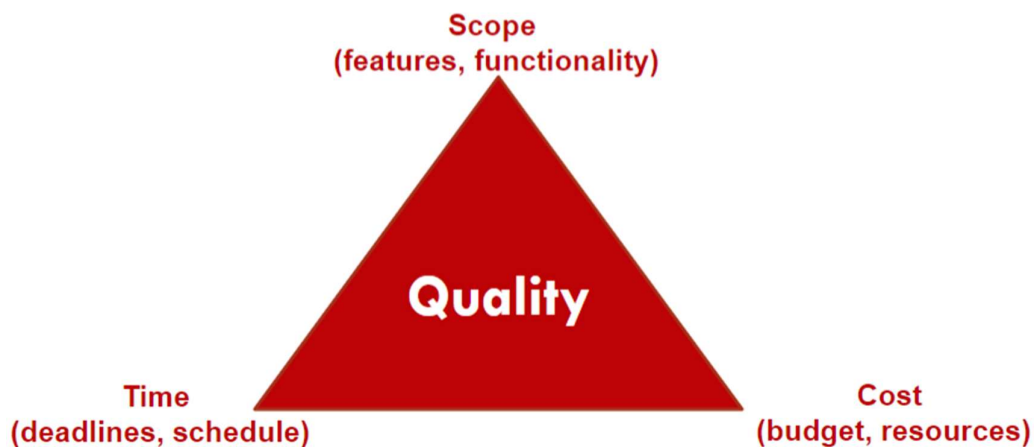 Scope
(features, functionality)
Quality
Time
(deadlines, schedule)
Cost
(budget, resources)